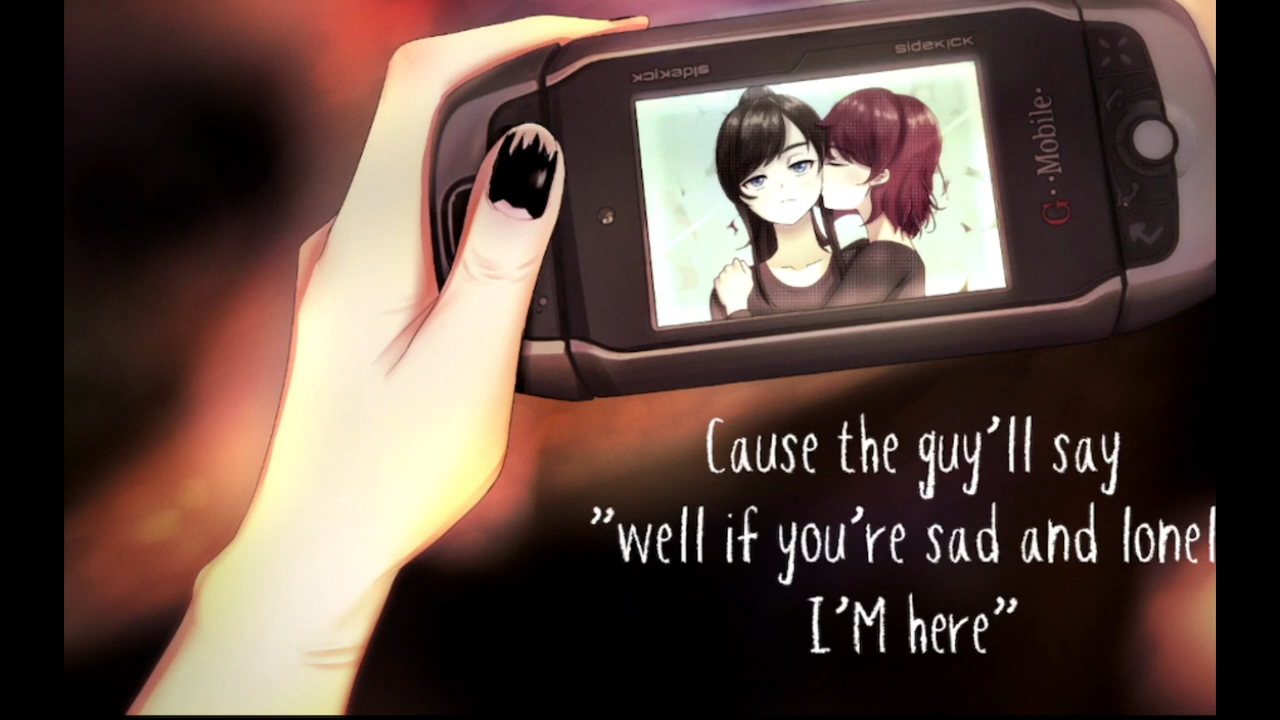 sidekick
sidekick
G··Mobile·
Cause the guy'll say
"well if you're sad and lonel
I'M here"